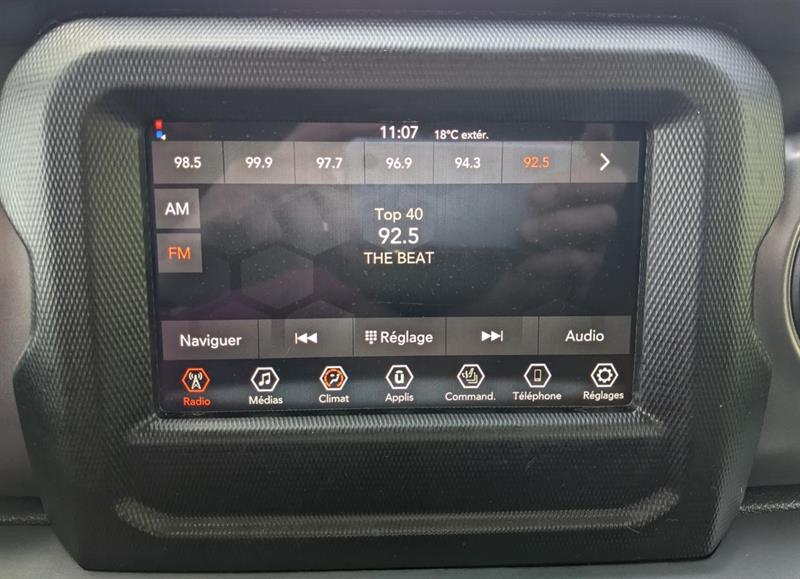 11:07 18°C extér.
98.5 99.9 97.7 96.9 94.3 92.5
AM
FM
Top 40
92.5
THE BEAT
Naviguer Réglage Audio
Radio Médias Climat Applis Command. Téléphone Réglages